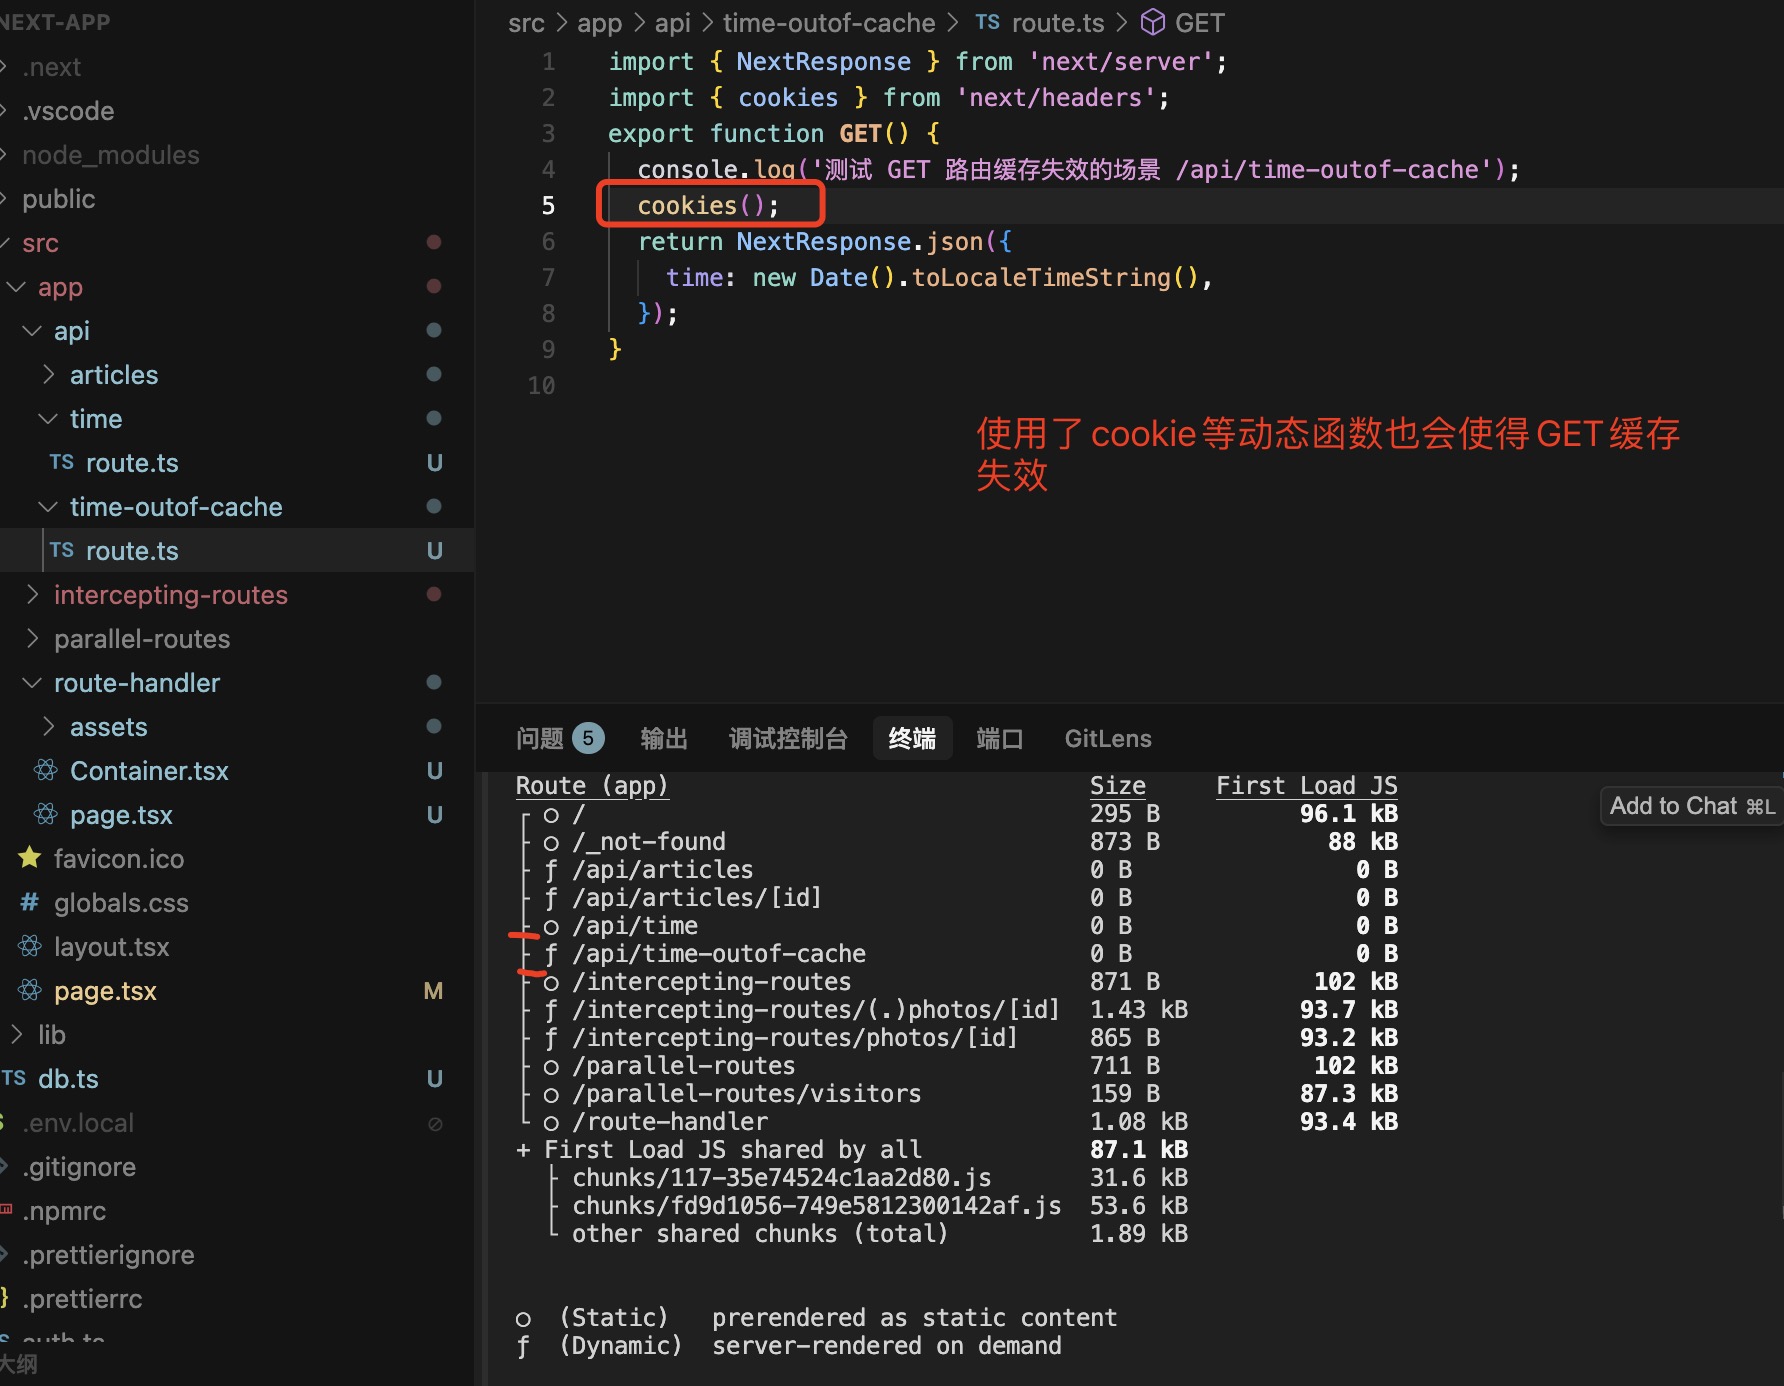 NEXT-APP
.next
.vscode
node_modules
public
src
app
api
articles
time
TS route.ts U
time-outof-cache
TS route.ts U
intercepting-routes
parallel-routes
route-handler
assets
Container.tsx U
page.tsx U
favicon.ico
# globals.css
layout.tsx
page.tsx M
lib
TS db.ts U
.env.local
.gitignore
.npmrc
.prettierignore
.prettierrc
auth.ts
大纲
src > app > api > time-outof-cache > TS route.ts > GET
1 import { NextResponse } from 'next/server';
2 import { cookies } from 'next/headers';
3 export function GET() {
4 console.log('测试 GET 路由缓存失效的场景 /api/time-outof-cache');
5 cookies();
6 return NextResponse.json({
7 time: new Date().toLocaleTimeString(),
8 });
9 }
10
使用了cookie等动态函数也会使得GET缓存
失效
问题 5 输出 调试控制台 终端 端口 GitLens
Route (app) Size First Load JS
┌ ○ / 295 B 96.1 kB
├ ○ /_not-found 873 B 88 kB
├ ƒ /api/articles 0 B 0 B
├ ƒ /api/articles/[id] 0 B 0 B
├ ○ /api/time 0 B 0 B
├ ƒ /api/time-outof-cache 0 B 0 B
├ ○ /intercepting-routes 871 B 102 kB
├ ƒ /intercepting-routes/(.)photos/[id] 1.43 kB 93.7 kB
├ ƒ /intercepting-routes/photos/[id] 865 B 93.2 kB
├ ○ /parallel-routes 711 B 102 kB
├ ○ /parallel-routes/visitors 159 B 87.3 kB
└ ○ /route-handler 1.08 kB 93.4 kB
+ First Load JS shared by all 87.1 kB
├ chunks/117-35e74524c1aa2d80.js 31.6 kB
├ chunks/fd9d1056-749e5812300142af.js 53.6 kB
└ other shared chunks (total) 1.89 kB
○ (Static) prerendered as static content
ƒ (Dynamic) server-rendered on demand
Add to Chat ⌘L